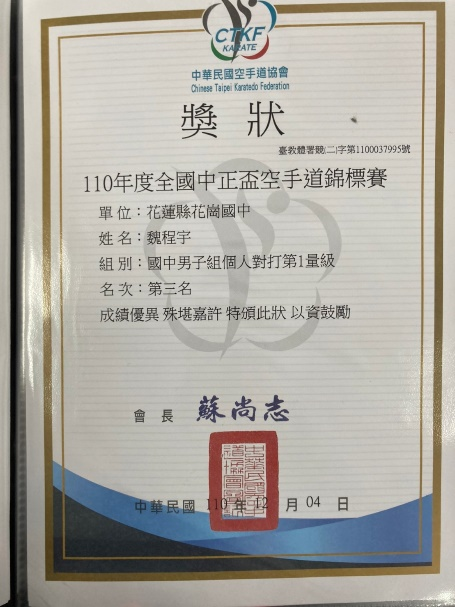 CTKF
KARATE
中華民國空手道協會
Chinese Taipei Karatedo Federation
獎狀
臺教體署競(二)字第1100037995號
110年度全國中正盃空手道錦標賽
單位：花蓮縣花崗國中
姓名：魏程宇
組別：國中男子組個人對打第1量級
名次：第三名
成績優異 殊堪嘉許 特頒此狀 以資鼓勵
會長 蘇尚志
中華民國 110 年 12 月 04 日